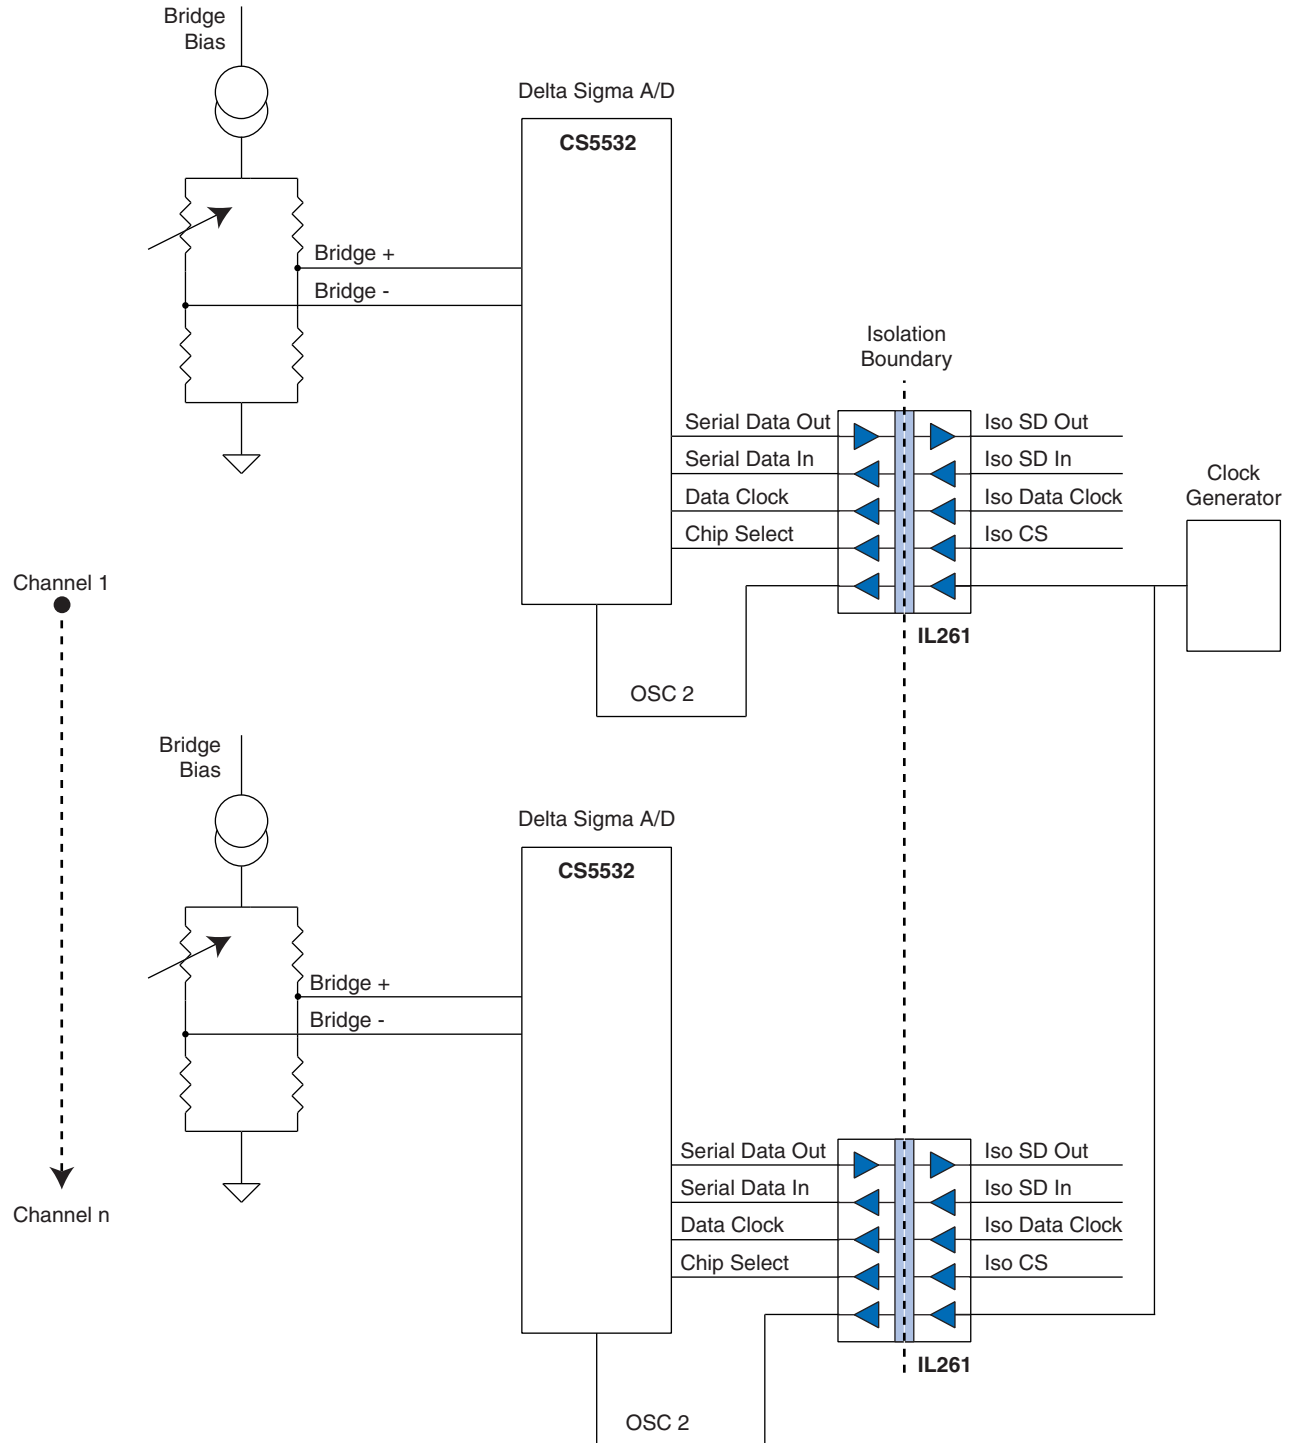 Bridge
Bias
Delta Sigma A/D
CS5532
Bridge +
Bridge -
Isolation
Boundary
Serial Data Out
Iso SD Out
Serial Data In
Iso SD In
Data Clock
Iso Data Clock
Chip Select
Iso CS
Clock
Generator
Channel 1
IL261
OSC 2
Bridge
Bias
Delta Sigma A/D
CS5532
Bridge +
Bridge -
Serial Data Out
Iso SD Out
Serial Data In
Iso SD In
Data Clock
Iso Data Clock
Chip Select
Iso CS
Channel n
IL261
OSC 2